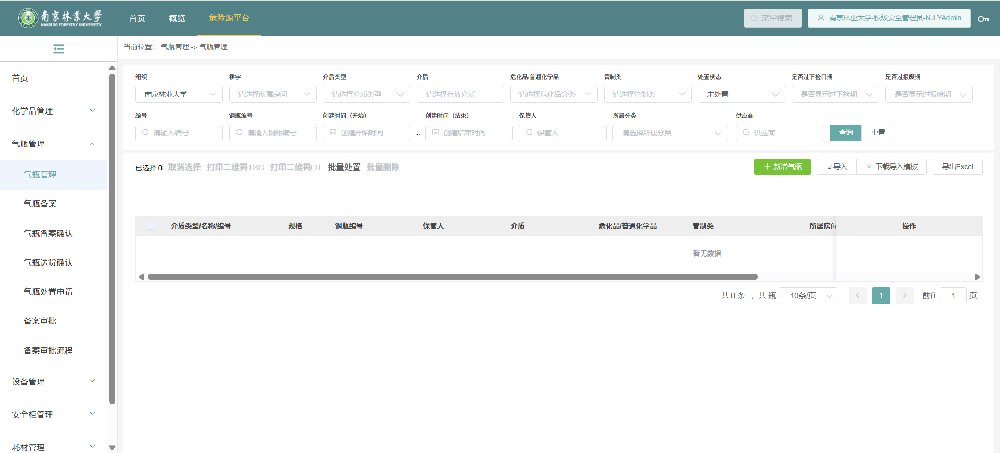 南京林業大學
NANJING FORESTRY UNIVERSITY
首页 概览 危险源平台 菜单搜索 南京林业大学-校级安全管理员-NJLYAdmin
当前位置： 气瓶管理 -> 气瓶管理
首页
化学品管理
气瓶管理
气瓶管理
气瓶备案
气瓶备案确认
气瓶送货确认
气瓶处置申请
备案审批
备案审批流程
设备管理
安全柜管理
耗材管理
组织 楼宇 介质类型 介质 危化品/普通化学品 管制类 处置状态 是否过下检日期 是否过报废期
南京林业大学 请选择所属房间 请选择介质类型 请选择存放介质 请选择危化品分类 请选择管制类 未处置 是否显示过下检期 是否显示过报废期
编号 钢瓶编号 创建时间（开始） 创建时间（结束） 保管人 所属分类 供应商
请输入编号 请输入钢瓶编号 创建开始时间 ~ 创建结束时间 保管人 请选择所属分类 供应商 查询 重置
已选择:0 取消选择 打印二维码TSC 打印二维码DT 批量处置 批量删除 新增气瓶 导入 下载导入模板 导出Excel
介质类型/名称/编号 规格 钢瓶编号 保管人 介质 危化品/普通化学品 管制类 所属房间 操作
暂无数据
共 0 条 ，共 瓶 10条/页 1 前往 1 页